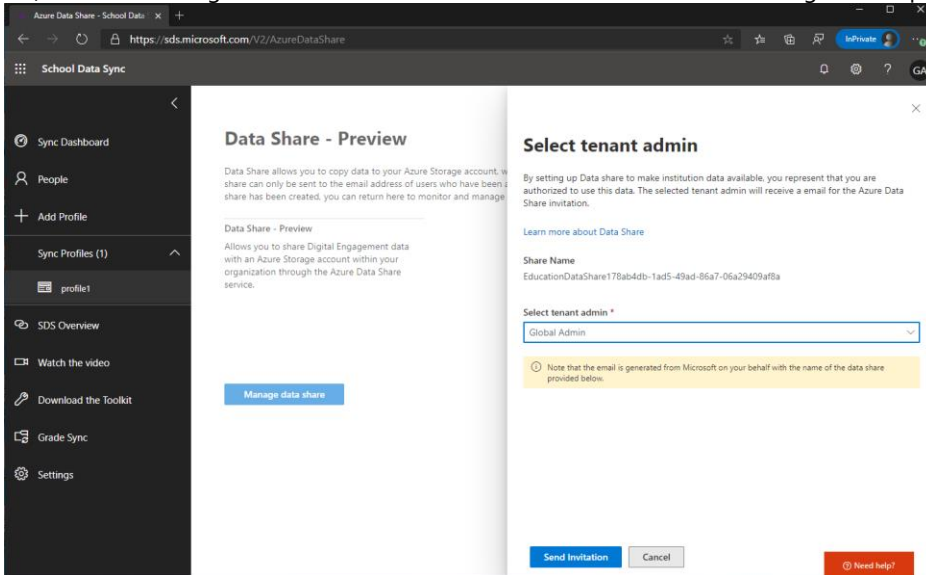 Azure Data Share - School Data
https://sds.microsoft.com/V2/AzureDataShare
InPrivate
School Data Sync
GA
Sync Dashboard
People
Add Profile
Sync Profiles (1)
profile1
SDS Overview
Watch the video
Download the Toolkit
Grade Sync
Settings
Data Share - Preview
Data Share allows you to copy data to your Azure Storage account, w
share can only be sent to the email address of users who have been a
share has been created, you can return here to monitor and manage
Data Share - Preview
Allows you to share Digital Engagement data
with an Azure Storage account within your
organization through the Azure Data Share
service.
Manage data share
Select tenant admin
By setting up Data share to make institution data available, you represent that you are
authorized to use this data. The selected tenant admin will receive a email for the Azure Data
Share invitation.
Learn more about Data Share
Share Name
EducationDataShare178ab4db-1ad5-49ad-86a7-06a29409af8a
Select tenant admin *
Global Admin
Note that the email is generated from Microsoft on your behalf with the name of the data share
provided below.
Send Invitation
Cancel
Need help?